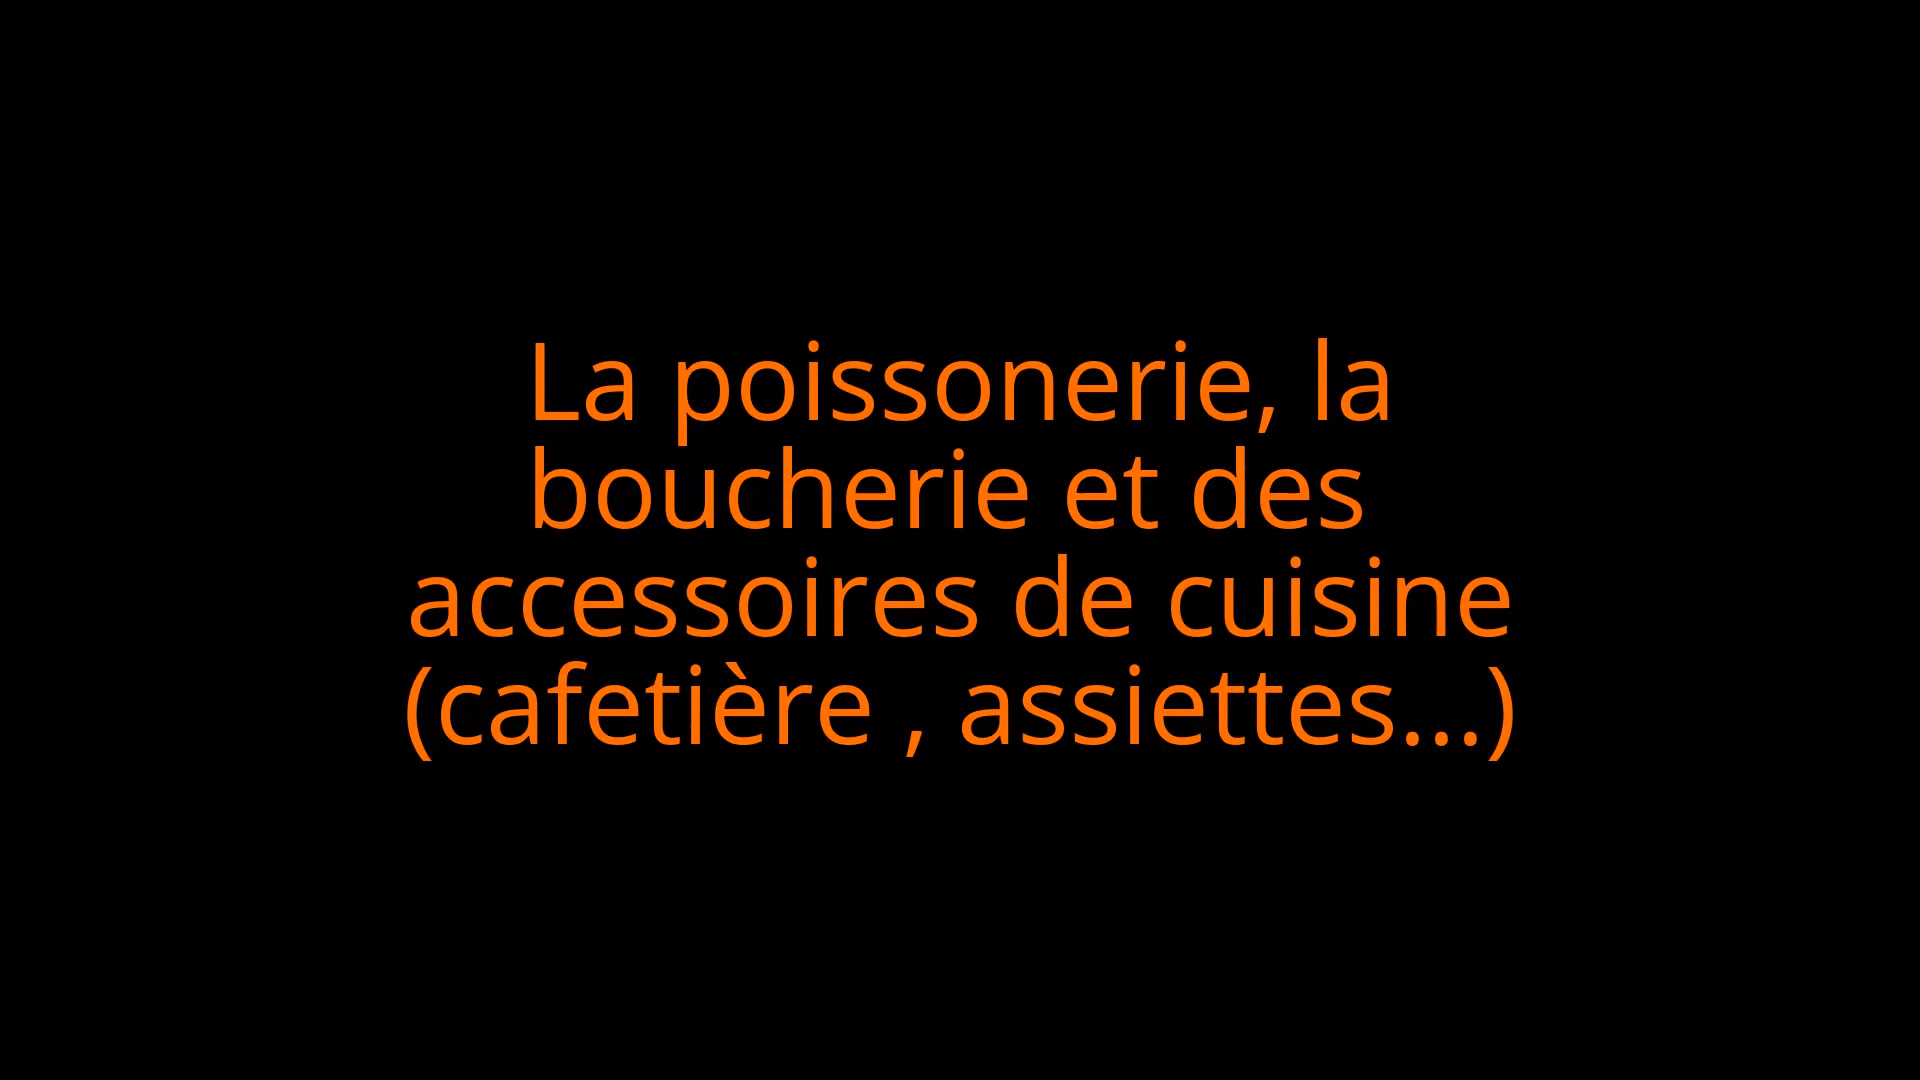 La poissonerie, la
boucherie et des
accessoires de cuisine
(cafetière , assiettes...)